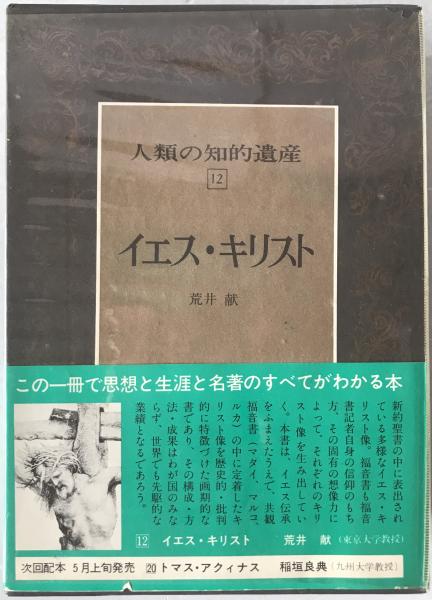 人類の知的遺産
12
イエス・キリスト
荒井 献
この一冊で思想と生涯と名著のすべてがわかる本
新約聖書の中に表出され
ている多様なイエス・キ
リスト像。福音書も福音
書記者自身の信仰のもち
方、その固有の想像力に
よって、それぞれのキリ
スト像を生み出してい
く。本書は、イエス伝承
をふまえたうえで、共観
福音書（マタイ、マルコ、
ルカ）の中に定着したキ
リスト像を歴史的・批判
的に特徴づけた画期的な
書であり、その構成・方
法・成果はわが国のみな
らず、世界でも先駆的な
業績となるであろう。
12 イエス・キリスト 荒井 献（東京大学教授）
次回配本 5月上旬発売 20 トマス・アクィナス 稲垣良典（九州大学教授）